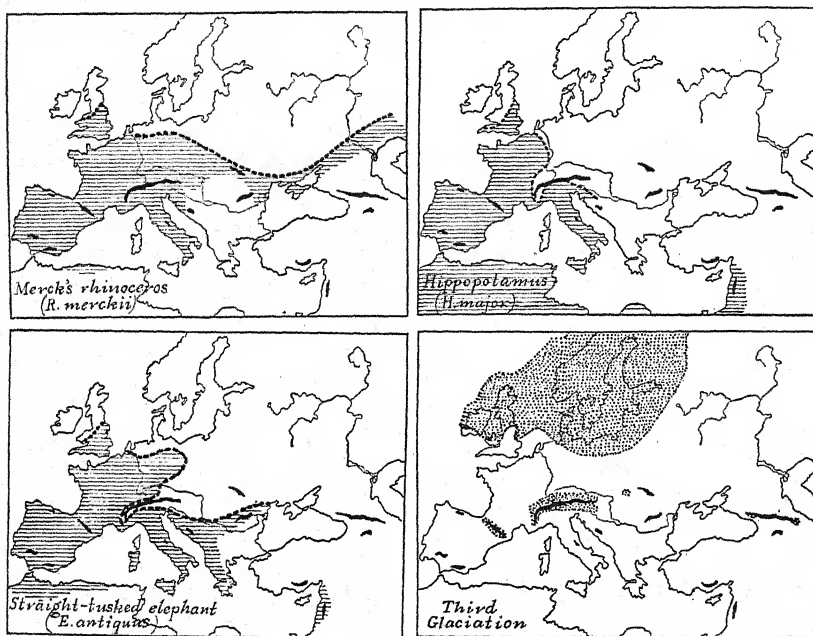 Merck's rhinoceros
(R. merckii)
Hippopotamus
(H. major)
Straight-tusked elephant
(E. antiquus)
Third
Glaciation